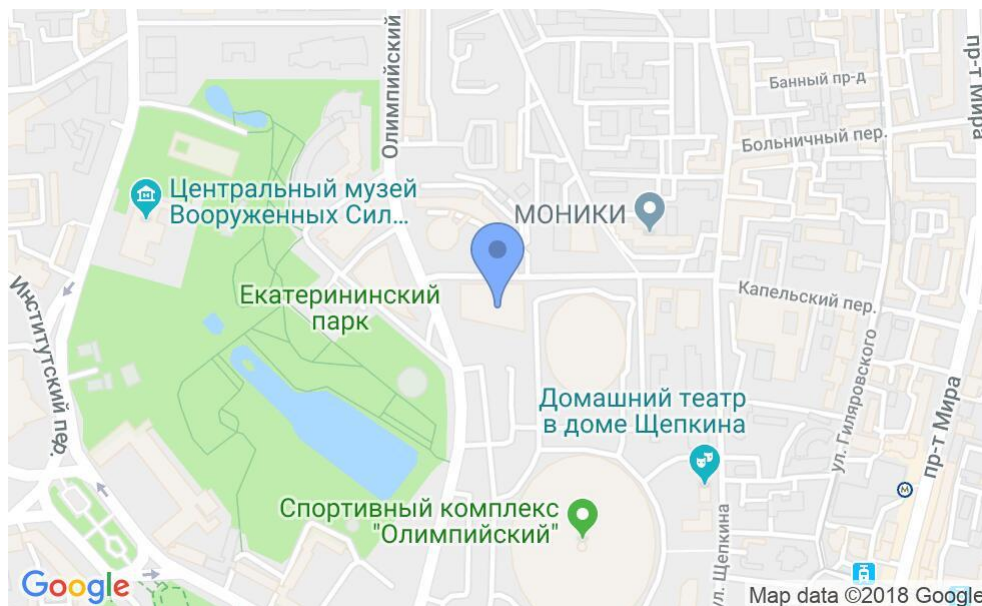 Олимпийский
пр-т Мира
Банный пр-д
Больничный пер.
Центральный музей
Вооруженных Сил...
МОНИКИ
Екатерининский
парк
Капельский пер.
Институтский пер.
ул. Гиляровского
пр-т Мира
Домашний театр
в доме Щепкина
М
Спортивный комплекс
"Олимпийский"
ул. Щепкина
Google
Map data ©2018 Google